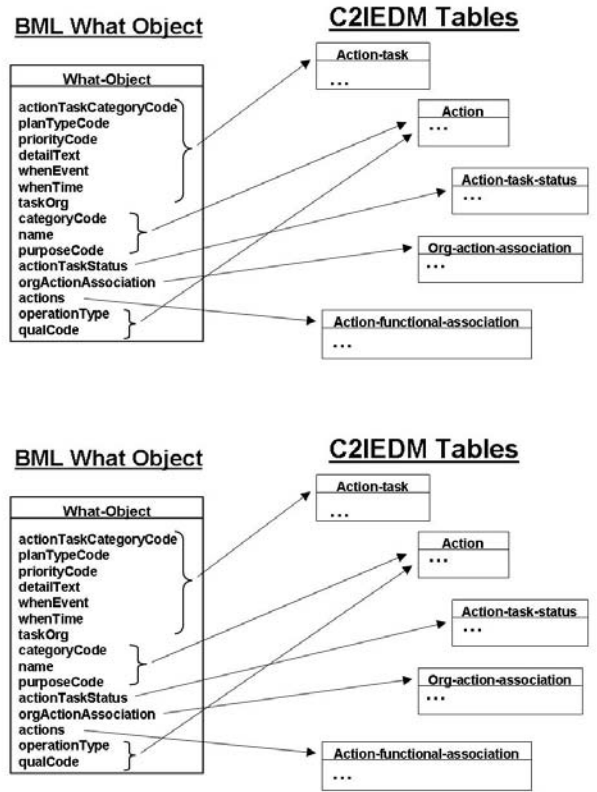 BML What Object
C2IEDM Tables
What-Object
actionTaskCategoryCode
planTypeCode
priorityCode
detailText
whenEvent
whenTime
taskOrg
categoryCode
name
purposeCode
actionTaskStatus
orgActionAssociation
actions
operationType
qualCode
Action-task
...
Action
...
Action-task-status
...
Org-action-association
...
Action-functional-association
...
BML What Object
C2IEDM Tables
What-Object
actionTaskCategoryCode
planTypeCode
priorityCode
detailText
whenEvent
whenTime
taskOrg
categoryCode
name
purposeCode
actionTaskStatus
orgActionAssociation
actions
operationType
qualCode
Action-task
...
Action
...
Action-task-status
...
Org-action-association
...
Action-functional-association
...